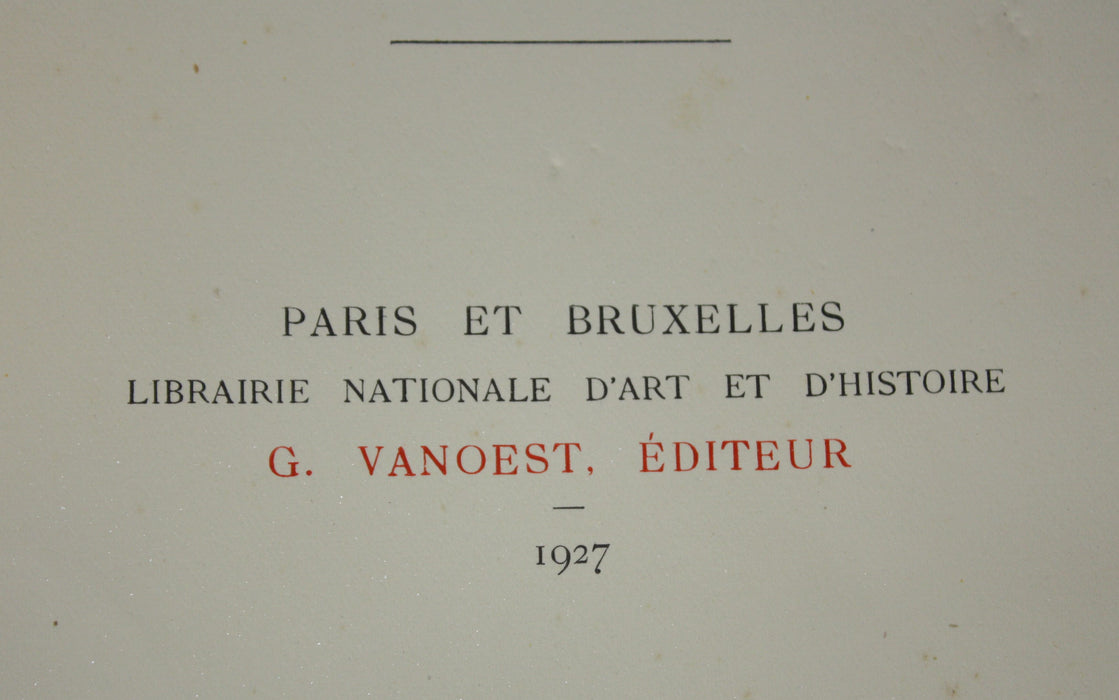 PARIS ET BRUXELLES
LIBRAIRIE NATIONALE D'ART ET D'HISTOIRE
G. VANOEST, ÉDITEUR
—
1927